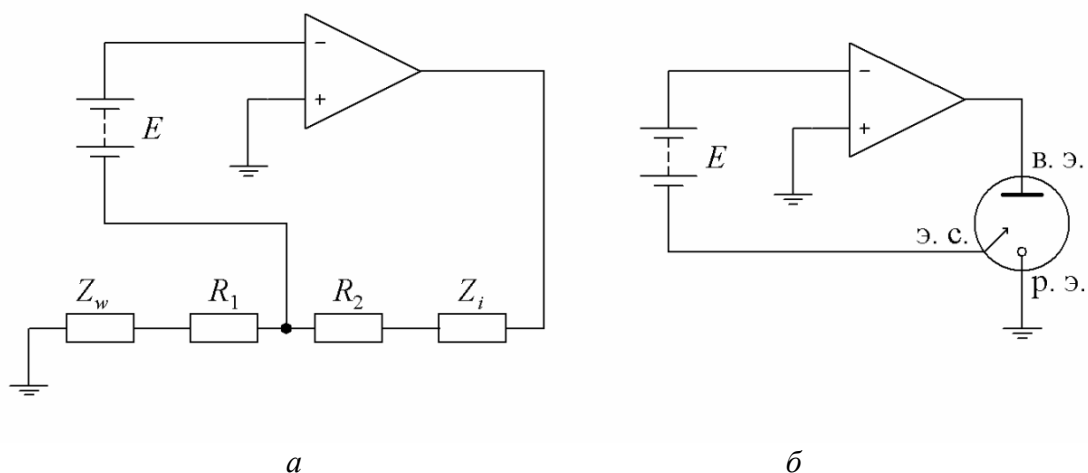 −
+
E
Z_w
R_1
R_2
Z_i
а
−
+
E
в. э.
э. с.
р. э.
б